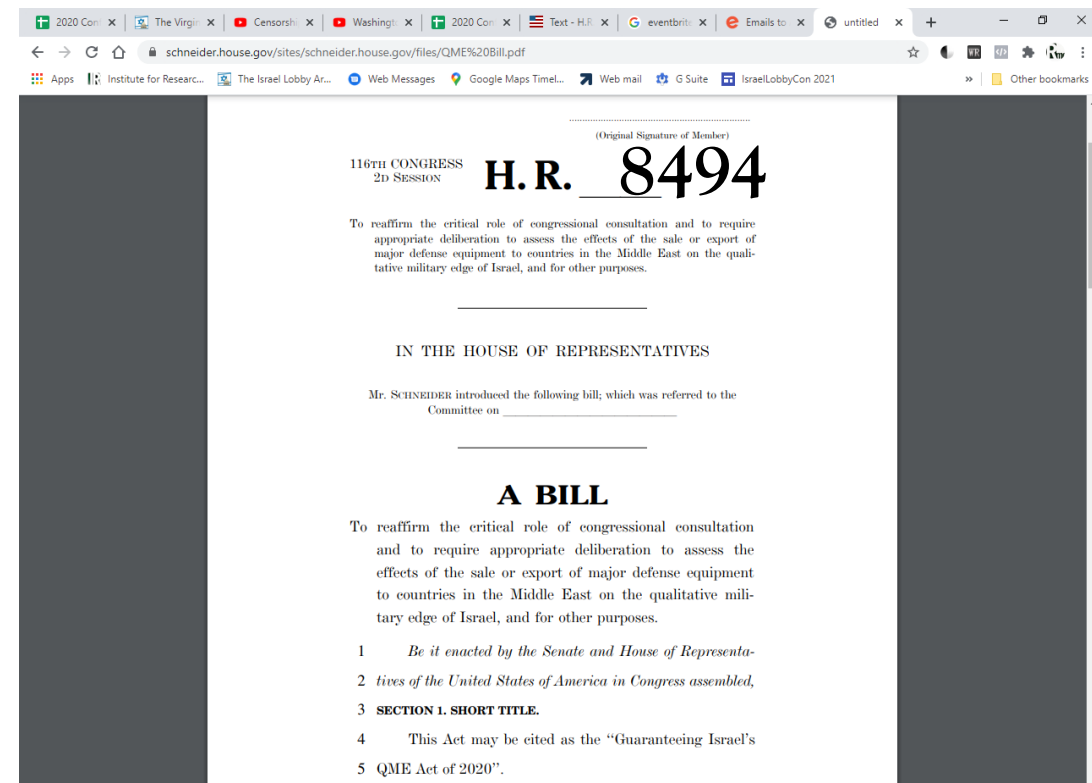 2020 Con
The Virgin
Censorshi
Washingt
2020 Con
Text - H.R.
eventbrite
Emails to
untitled
schneider.house.gov/sites/schneider.house.gov/files/QME%20Bill.pdf
Apps
Institute for Researc...
The Israel Lobby Ar...
Web Messages
Google Maps Timel...
Web mail
G Suite
IsraelLobbyCon 2021
»
Other bookmarks
(Original Signature of Member)
116TH CONGRESS
2D SESSION
H. R. 8494
To reaffirm the critical role of congressional consultation and to require
appropriate deliberation to assess the effects of the sale or export of
major defense equipment to countries in the Middle East on the quali-
tative military edge of Israel, and for other purposes.
IN THE HOUSE OF REPRESENTATIVES
Mr. SCHNEIDER introduced the following bill; which was referred to the
Committee on
A BILL
To reaffirm the critical role of congressional consultation
and to require appropriate deliberation to assess the
effects of the sale or export of major defense equipment
to countries in the Middle East on the qualitative mili-
tary edge of Israel, and for other purposes.
1 Be it enacted by the Senate and House of Representa-
2 tives of the United States of America in Congress assembled,
3 SECTION 1. SHORT TITLE.
4 This Act may be cited as the “Guaranteeing Israel’s
5 QME Act of 2020”.